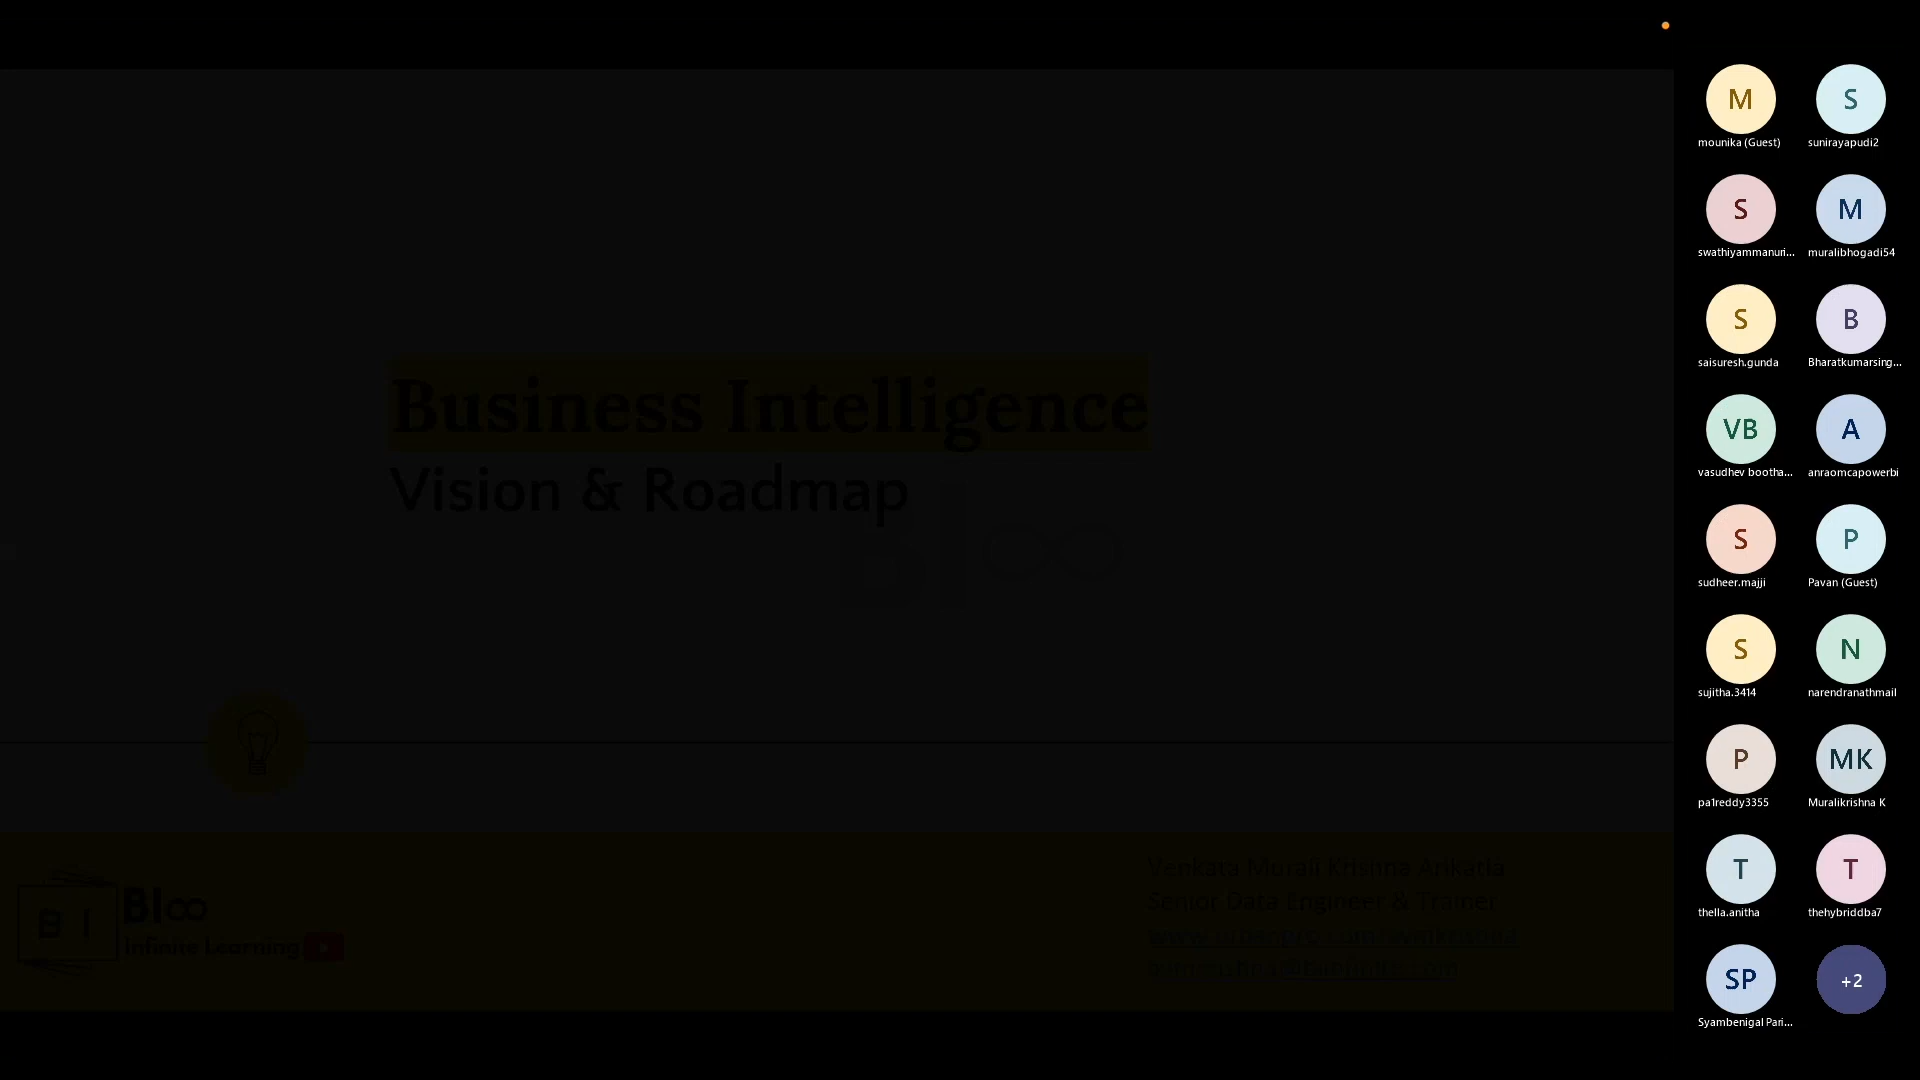 Business Intelligence
Vision & Roadmap
BI∞
B I
BI∞
Infinite Learning
Venkata Murali Krishna Arikatla
Senior Data Engineer & Trainer
M
mounika (Guest)
S
sunirayapudi2
S
swathiyammanuri...
M
muralibhogadi54
S
saisuresh.gunda
B
Bharatkumarsing...
VB
vasudhev bootha...
A
anraomcapowerbi
S
sudheer.majji
P
Pavan (Guest)
S
sujitha.3414
N
narendranathmail
P
pa1reddy3355
MK
Muralikrishna K
T
thella.anitha
T
thehybriddba7
SP
Syambenigal Pari...
+2